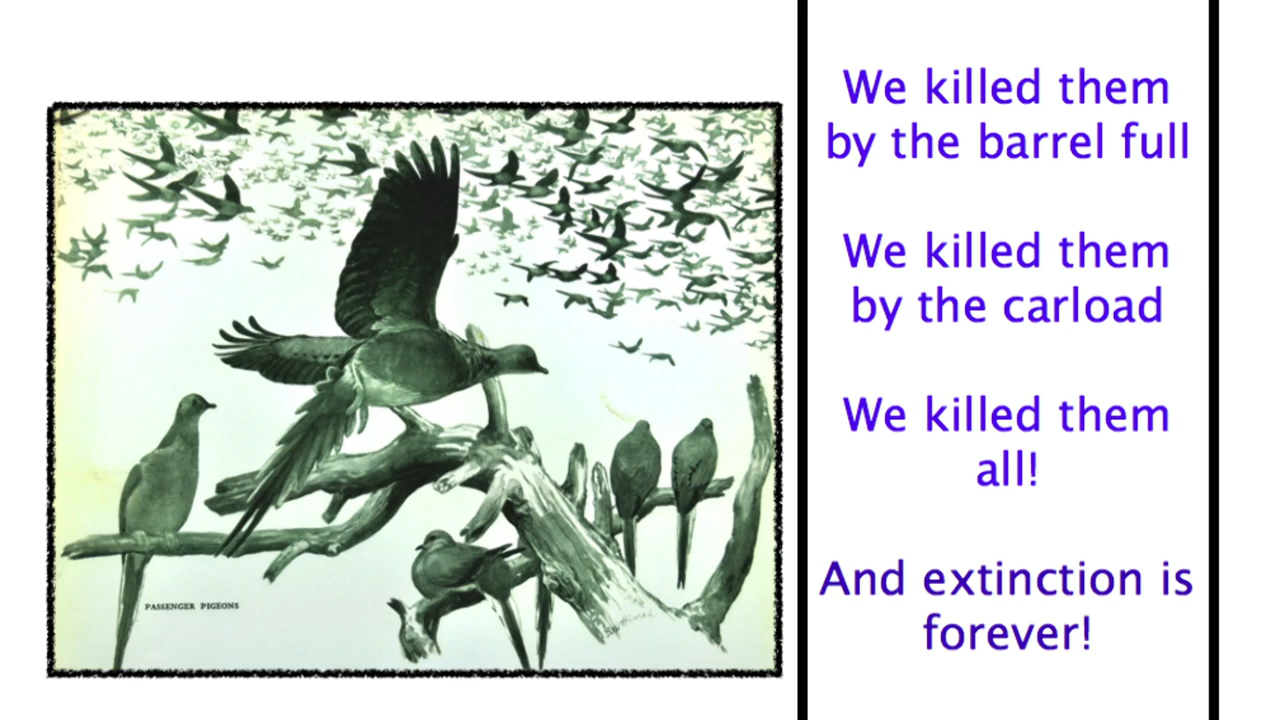 We killed them
by the barrel full
We killed them
by the carload
We killed them
all!
And extinction is
forever!
PASSENGER PIGEONS